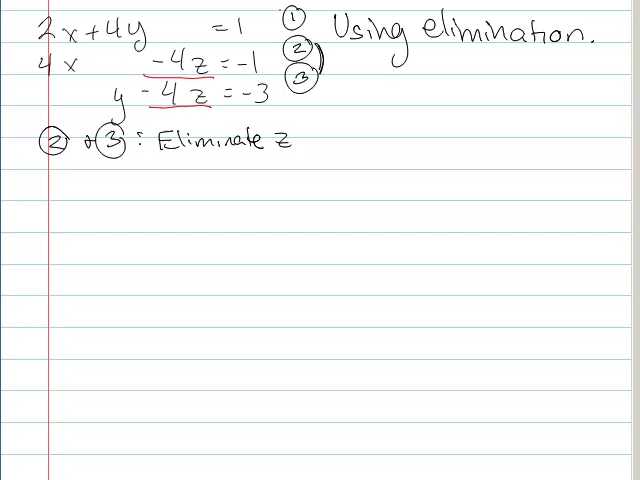 2x + 4y = 1 ① Using elimination.
4x - 4z = -1 ②
y - 4z = -3 ③
② + ③ : Eliminate z